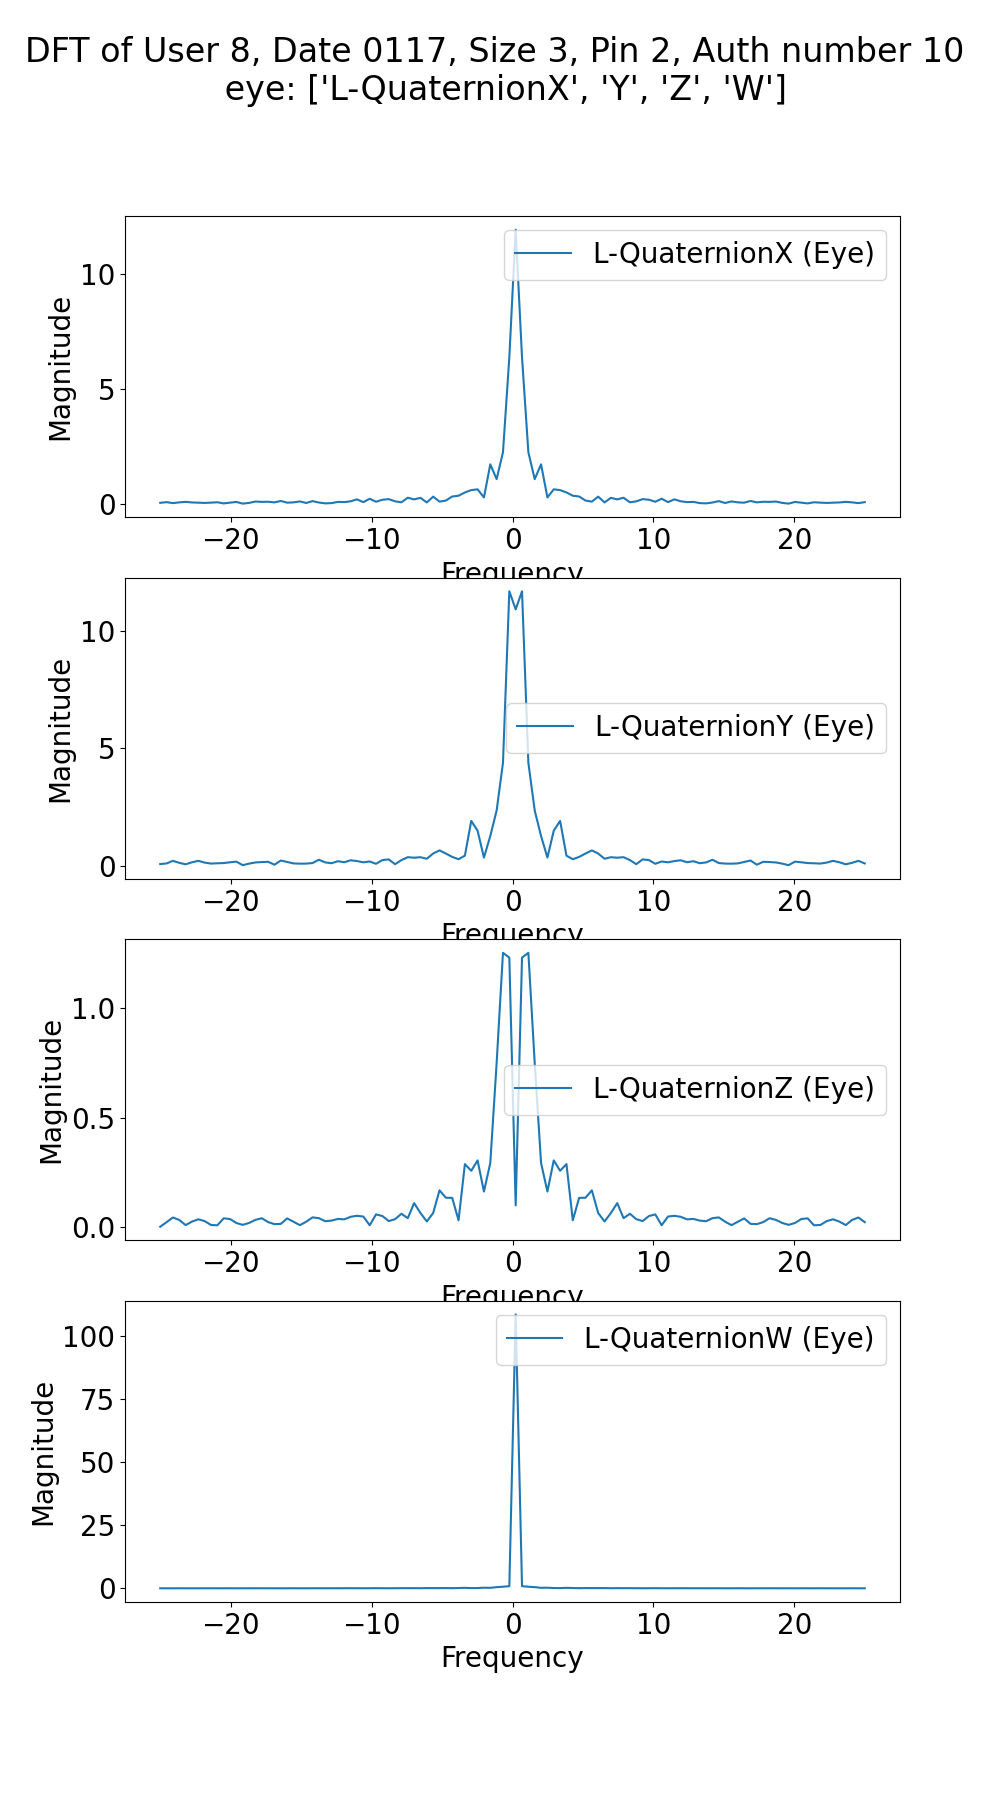 DFT of User 8, Date 0117, Size 3, Pin 2, Auth number 10
eye: ['L-QuaternionX', 'Y', 'Z', 'W']
L-QuaternionX (Eye)
Magnitude
10
5
0
−20 −10 0 10 20
Frequency
L-QuaternionY (Eye)
Magnitude
10
5
0
−20 −10 0 10 20
Frequency
L-QuaternionZ (Eye)
Magnitude
1.0
0.5
0.0
−20 −10 0 10 20
Frequency
L-QuaternionW (Eye)
Magnitude
100
75
50
25
0
−20 −10 0 10 20
Frequency